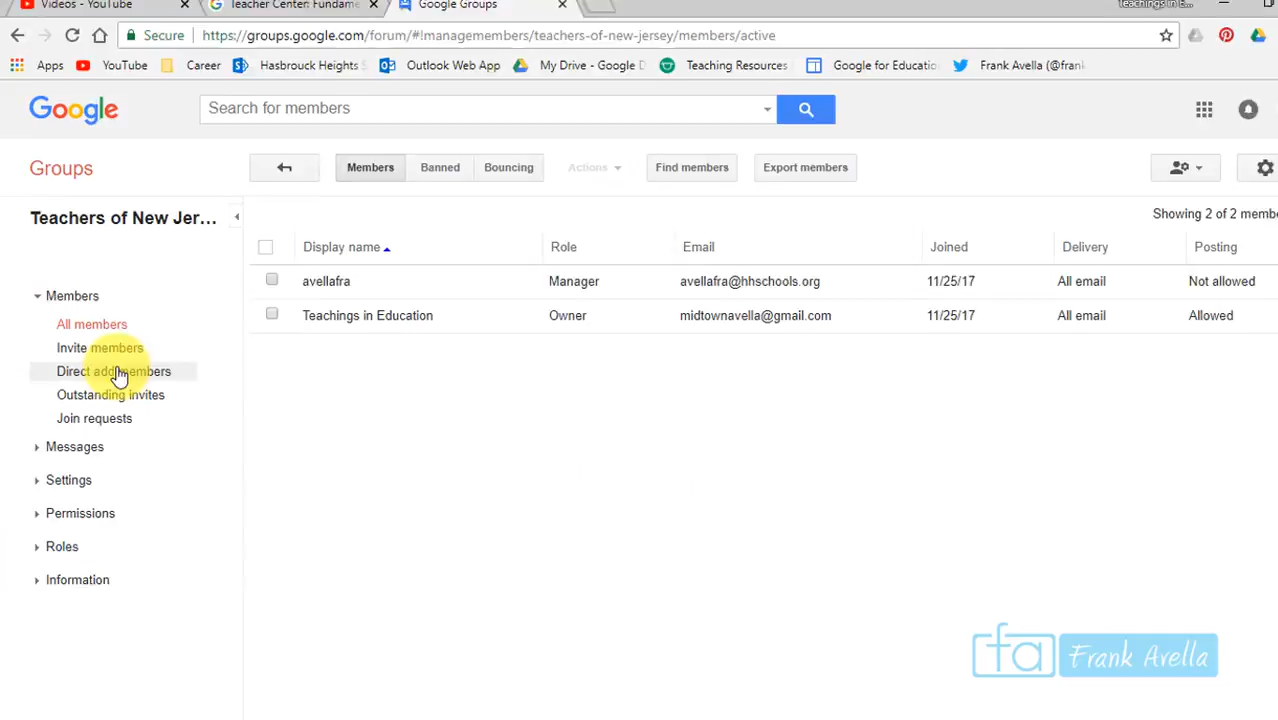 Videos - YouTube
Teacher Center: Fundame
Google Groups
Teachings in E...
Secure https://groups.google.com/forum/#!managemembers/teachers-of-new-jersey/members/active
Apps YouTube Career Hasbrouck Heights S Outlook Web App My Drive - Google D Teaching Resources Google for Educatio Frank Avella (@frank
Google Search for members
Groups Members Banned Bouncing Actions Find members Export members
Teachers of New Jer...
Showing 2 of 2 membe
Display name Role Email Joined Delivery Posting
avellafra Manager avellafra@hhschools.org 11/25/17 All email Not allowed
Teachings in Education Owner midtownavella@gmail.com 11/25/17 All email Allowed
Members
All members
Invite members
Direct add members
Outstanding invites
Join requests
Messages
Settings
Permissions
Roles
Information
fa Frank Avella